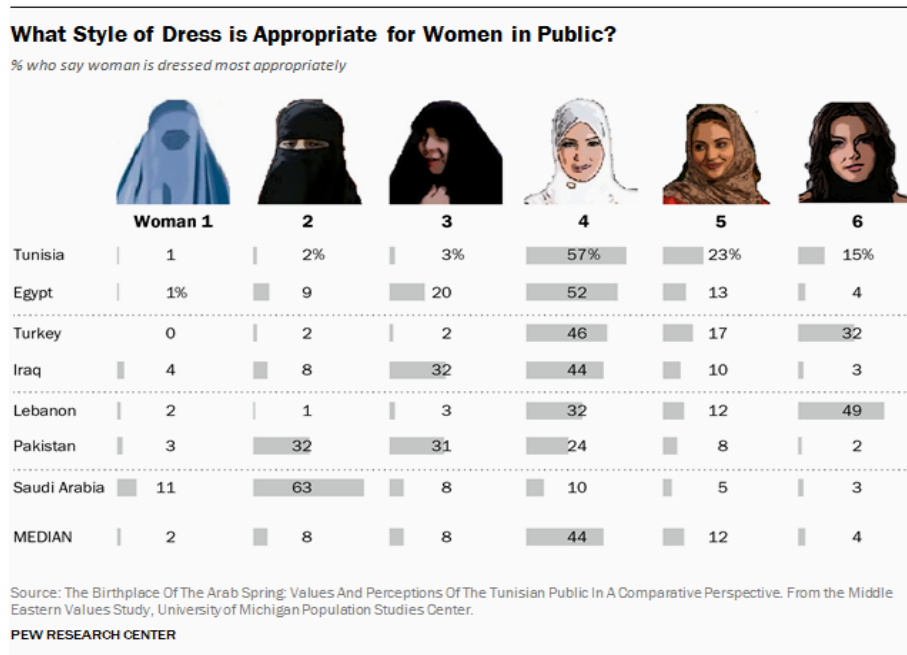 What Style of Dress is Appropriate for Women in Public?
% who say woman is dressed most appropriately
Woman 1 2 3 4 5 6
Tunisia 1 2% 3% 57% 23% 15%
Egypt 1% 9 20 52 13 4
Turkey 0 2 2 46 17 32
Iraq 4 8 32 44 10 3
Lebanon 2 1 3 32 12 49
Pakistan 3 32 31 24 8 2
Saudi Arabia 11 63 8 10 5 3
MEDIAN 2 8 8 44 12 4
Source: The Birthplace Of The Arab Spring: Values And Perceptions Of The Tunisian Public In A Comparative Perspective. From the Middle
Eastern Values Study, University of Michigan Population Studies Center.
PEW RESEARCH CENTER